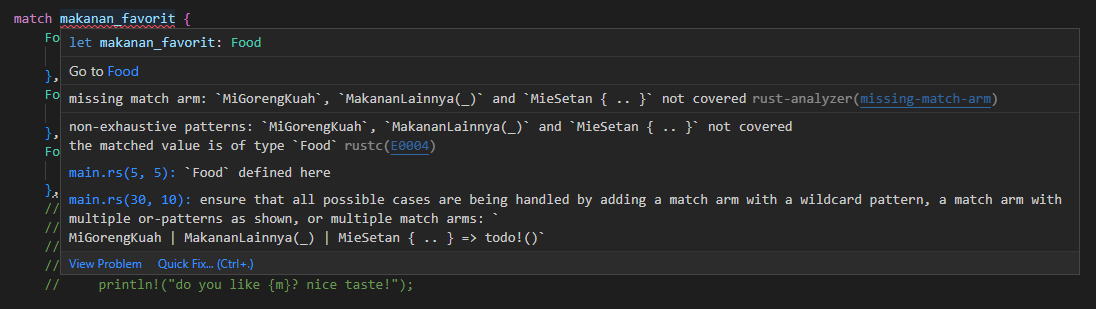 match makanan_favorit {
Fo
let makanan_favorit: Food
Go to Food
},
Fo
missing match arm: `MiGorengKuah`, `MakananLainnya(_)` and `MieSetan { .. }` not covered rust-analyzer(missing-match-arm)
non-exhaustive patterns: `MiGorengKuah`, `MakananLainnya(_)` and `MieSetan { .. }` not covered
},
the matched value is of type `Food` rustc(E0004)
Fo
main.rs(5, 5): `Food` defined here
},
main.rs(30, 10): ensure that all possible cases are being handled by adding a match arm with a wildcard pattern, a match arm with
//
multiple or-patterns as shown, or multiple match arms: `
//
MiGorengKuah | MakananLainnya(_) | MieSetan { .. } => todo!()`
//
//
View Problem Quick Fix... (Ctrl+.)
// println!("do you like {m}? nice taste!");